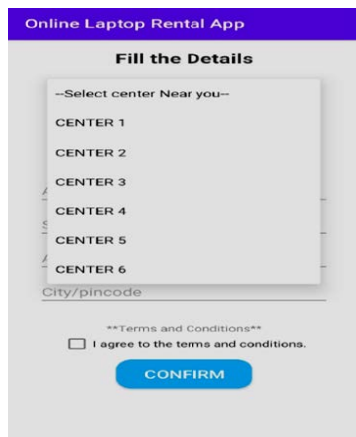 Online Laptop Rental App
Fill the Details
--Select center Near you--
CENTER 1
CENTER 2
CENTER 3
CENTER 4
CENTER 5
CENTER 6
City/pincode
**Terms and Conditions**
I agree to the terms and conditions.
CONFIRM